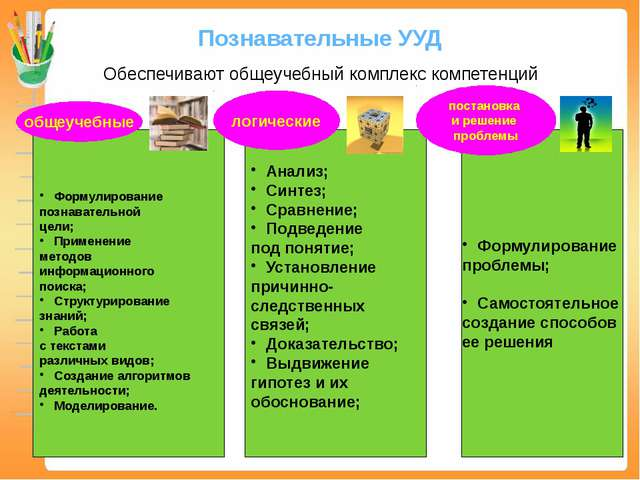 Познавательные УУД
Обеспечивают общеучебный комплекс компетенций
общеучебные
• Формулирование
познавательной
цели;
• Применение
методов
информационного
поиска;
• Структурирование
знаний;
• Работа
с текстами
различных видов;
• Создание алгоритмов
деятельности;
• Моделирование.
логические
• Анализ;
• Синтез;
• Сравнение;
• Подведение
под понятие;
• Установление
причинно-
следственных
связей;
• Доказательство;
• Выдвижение
гипотез и их
обоснование;
постановка
и решение
проблемы
• Формулирование
проблемы;
• Самостоятельное
создание способов
ее решения